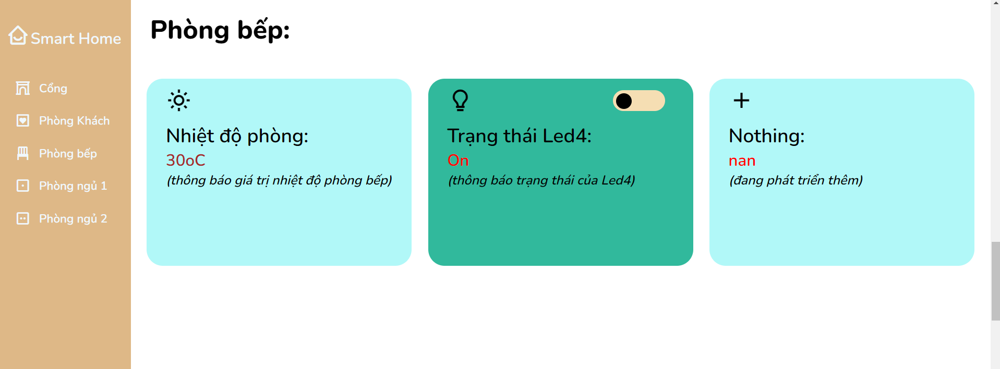 Smart Home
Cổng
Phòng Khách
Phòng bếp
Phòng ngủ 1
Phòng ngủ 2
Phòng bếp:
Nhiệt độ phòng:
30oC
(thông báo giá trị nhiệt độ phòng bếp)
Trạng thái Led4:
On
(thông báo trạng thái của Led4)
Nothing:
nan
(đang phát triển thêm)